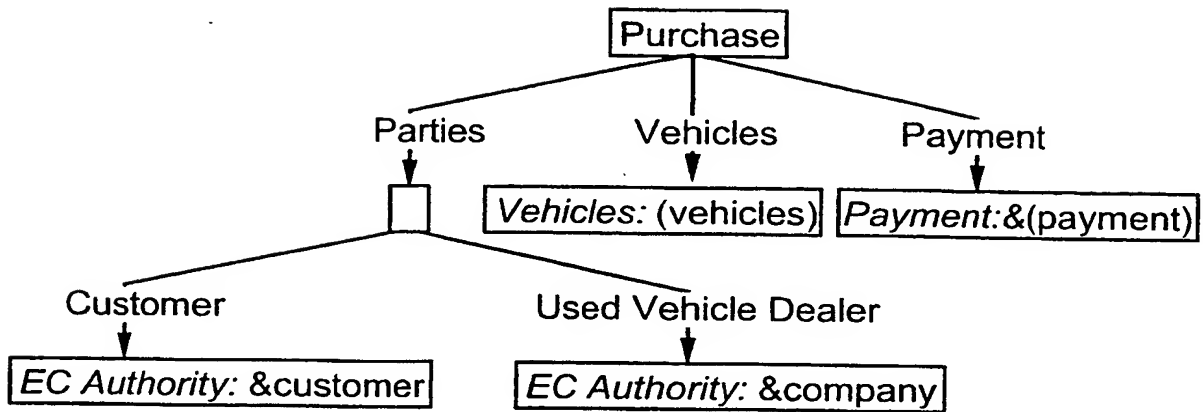 Purchase
Parties
Vehicles
Payment
Vehicles: (vehicles)
Payment:&(payment)
Customer
Used Vehicle Dealer
EC Authority: &customer
EC Authority: &company